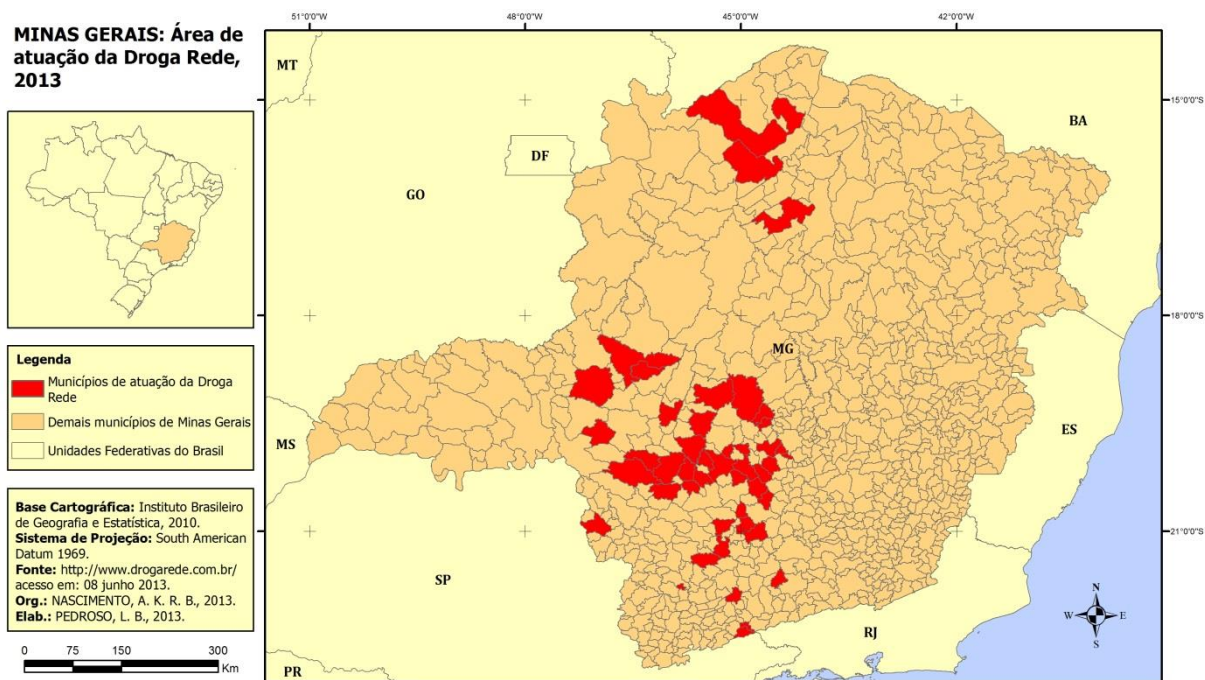 MINAS GERAIS: Área de
atuação da Droga Rede,
2013
Legenda
Municípios de atuação da Droga
Rede
Demais municípios de Minas Gerais
Unidades Federativas do Brasil
Base Cartográfica: Instituto Brasileiro
de Geografia e Estatística, 2010.
Sistema de Projeção: South American
Datum 1969.
Fonte: http://www.drogarede.com.br/
acesso em: 08 junho 2013.
Org.: NASCIMENTO, A. K. R. B., 2013.
Elab.: PEDROSO, L. B., 2013.
0 75 150 300
Km
51°0'0"S 48°0'0"W 45°0'0"W 42°0'0"W
MT
15°0'0"S
BA
DF
GO
18°0'0"S
MG
ES
MS
21°0'0"S
SP
N
W E
S
RJ
PR